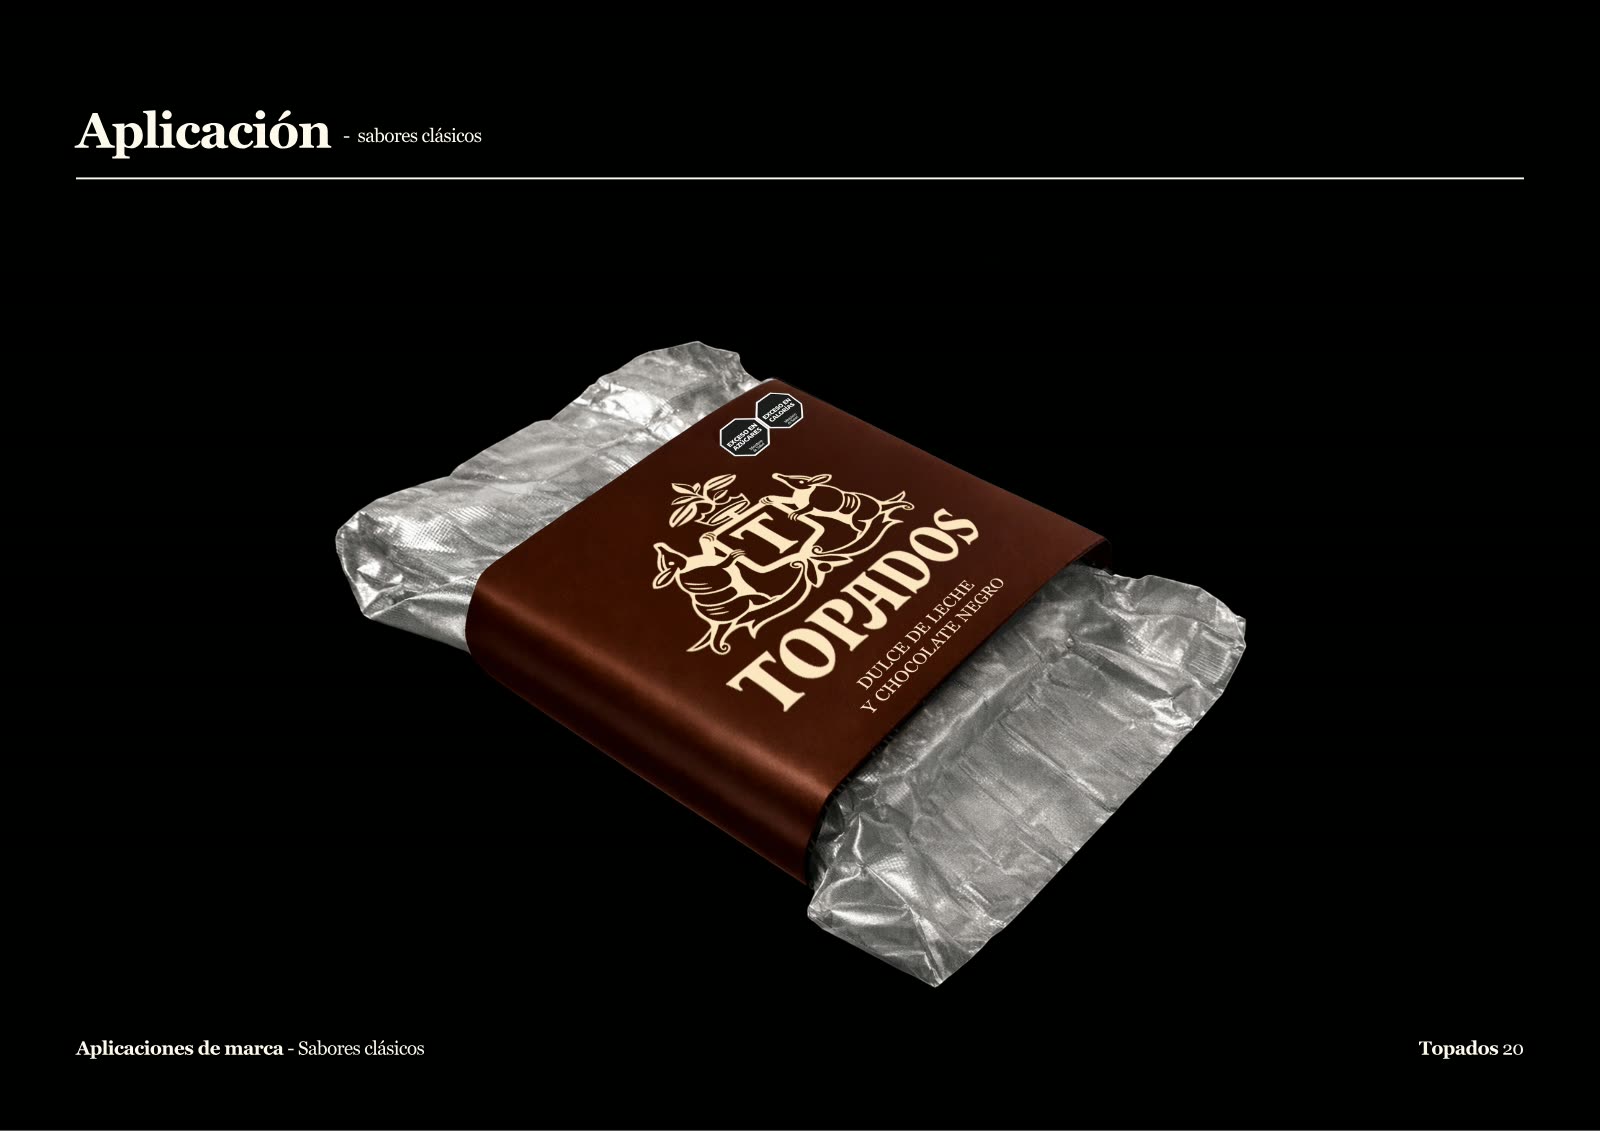 Aplicación - sabores clásicos
EXCESO EN
AZÚCARES
EXCESO EN
CALORÍAS
T
TOPADOS
DULCE DE LECHE
Y CHOCOLATE NEGRO
Aplicaciones de marca - Sabores clásicos
Topados 20